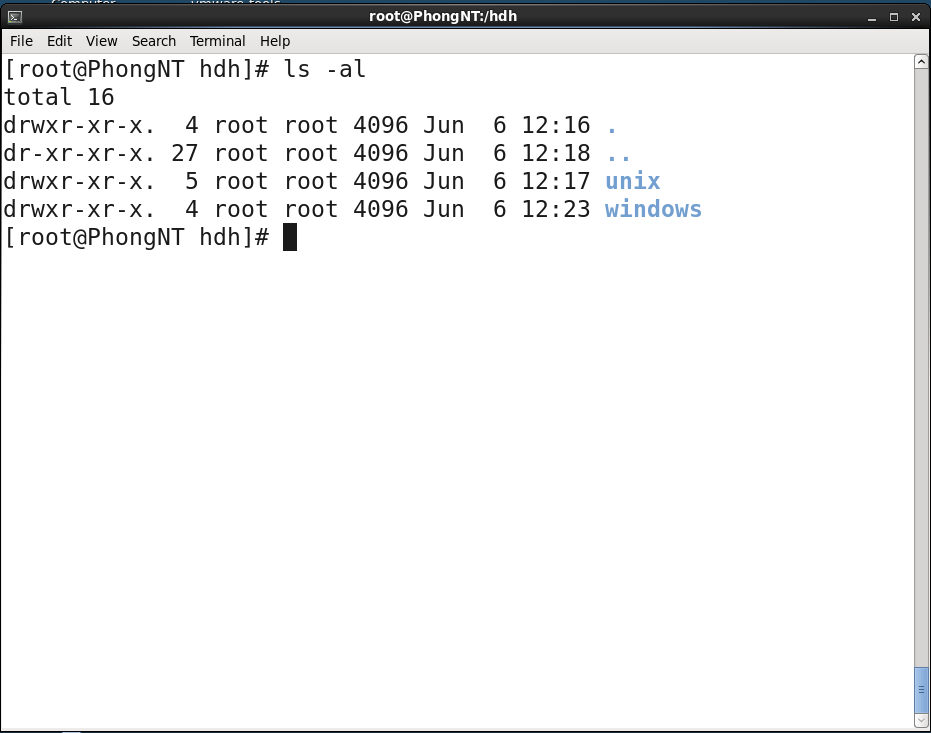 root@PhongNT:/hdh
File Edit View Search Terminal Help
[root@PhongNT hdh]# ls -al
total 16
drwxr-xr-x.  4 root root 4096 Jun  6 12:16 .
dr-xr-xr-x. 27 root root 4096 Jun  6 12:18 ..
drwxr-xr-x.  5 root root 4096 Jun  6 12:17 unix
drwxr-xr-x.  4 root root 4096 Jun  6 12:23 windows
[root@PhongNT hdh]#